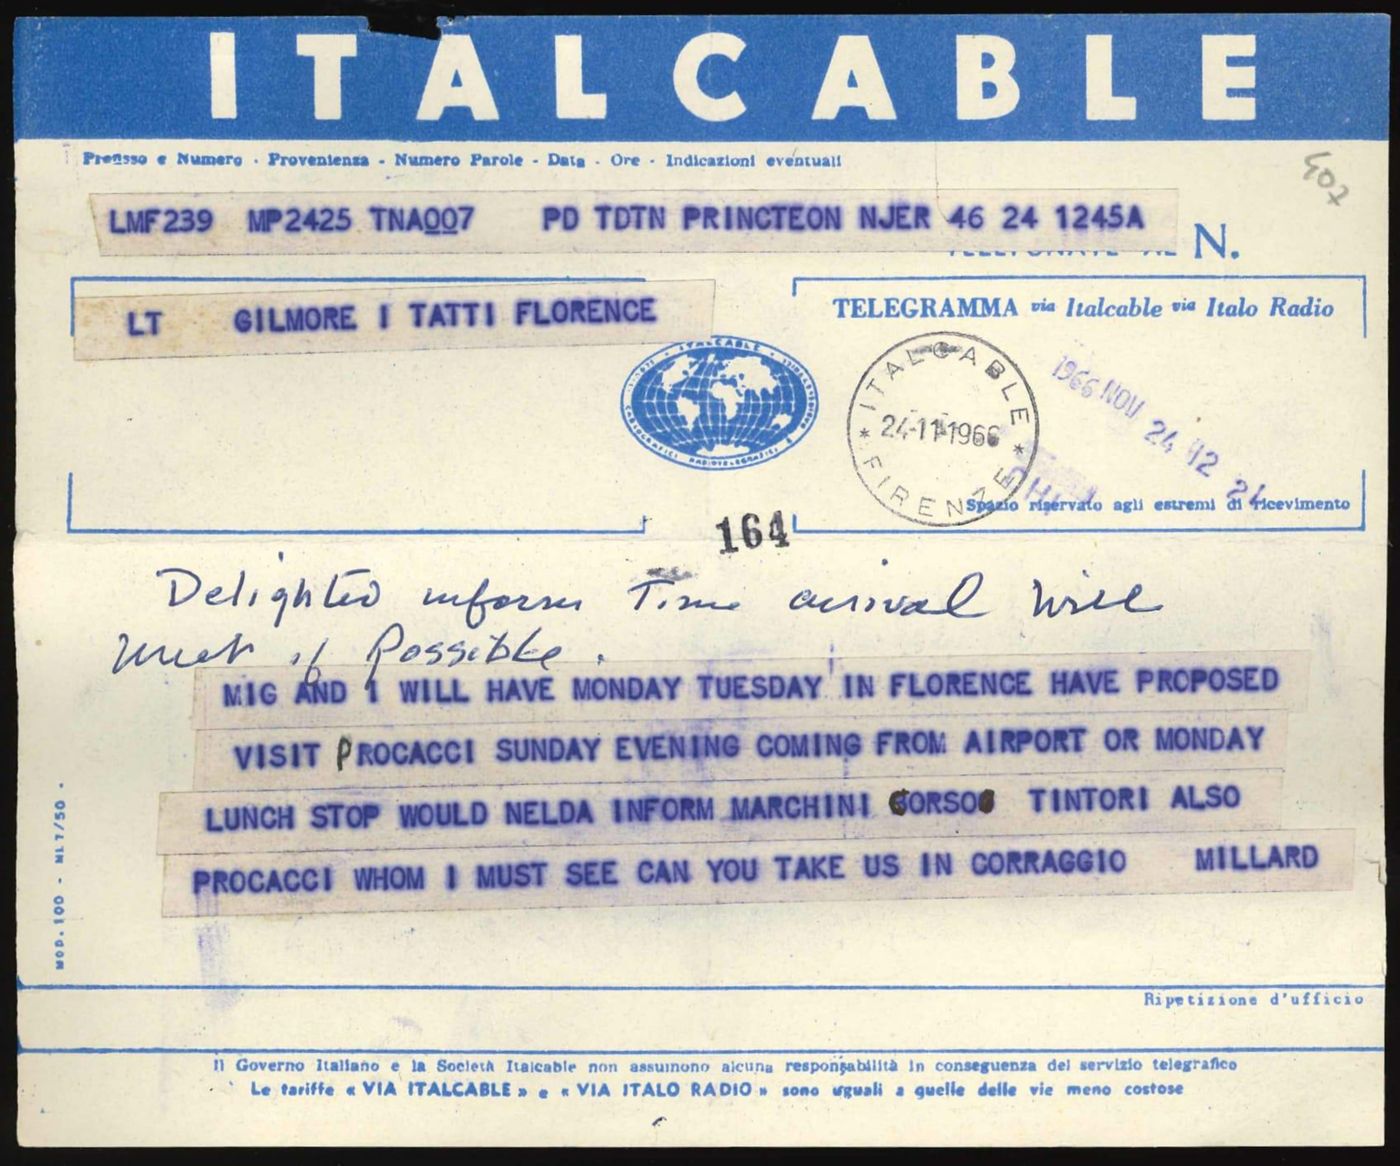 ITALCABLE
Prefisso e Numero - Provenienza - Numero Parole - Data - Ore - Indicazioni eventuali
407
LMF239 MP2425 TNA007 PD TDTN PRINCTEON NJER 46 24 1245A
N.
LT GILMORE I TATTI FLORENCE
TELEGRAMMA via Italcable via Italo Radio
ITALCABLE
ITALCABLE
24-11-1966
FIRENZE
1966 NOV 24 12 24
Spazio riservato agli estremi di ricevimento
164
Delighted inform Time arrival Will
meet if Possible.
MIG AND I WILL HAVE MONDAY TUESDAY IN FLORENCE HAVE PROPOSED
VISIT PROCACCI SUNDAY EVENING COMING FROM AIRPORT OR MONDAY
LUNCH STOP WOULD NELDA INFORM MARCHINI CORSO6 TINTORI ALSO
PROCACCI WHOM I MUST SEE CAN YOU TAKE US IN CORRAGGIO MILLARD
MOD. 100 - ML 7/50 -
Ripetizione d'ufficio
Il Governo Italiano e la Società Italcable non assumono alcuna responsabilità in conseguenza del servizio telegrafico
Le tariffe « VIA ITALCABLE » e « VIA ITALO RADIO » sono uguali a quelle delle vie meno costose